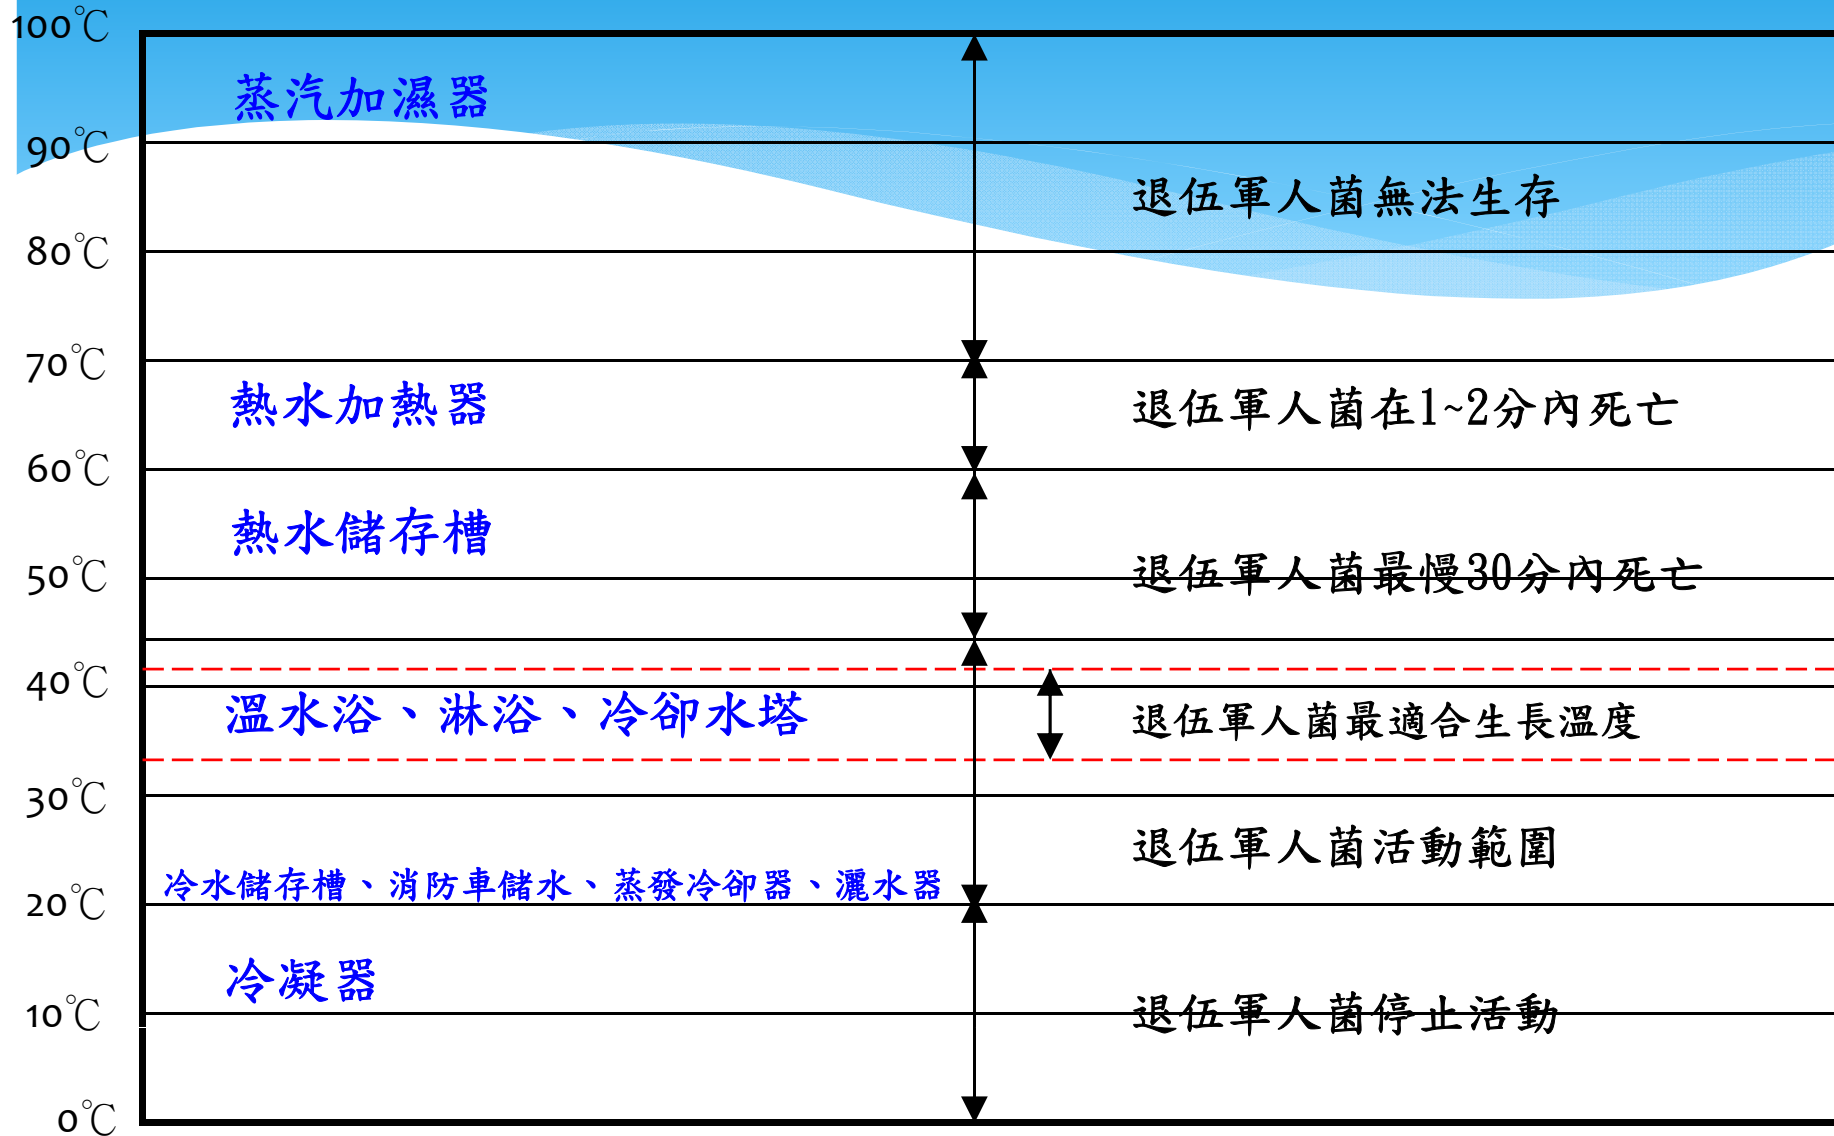 100℃
蒸汽加濕器
90℃
退伍軍人菌無法生存
80℃
70℃
熱水加熱器
退伍軍人菌在1~2分內死亡
60℃
熱水儲存槽
50℃
退伍軍人菌最慢30分內死亡
40℃
溫水浴、淋浴、冷卻水塔
退伍軍人菌最適合生長溫度
30℃
退伍軍人菌活動範圍
冷水儲存槽、消防車儲水、蒸發冷卻器、灑水器
20℃
冷凝器
10℃
退伍軍人菌停止活動
0℃